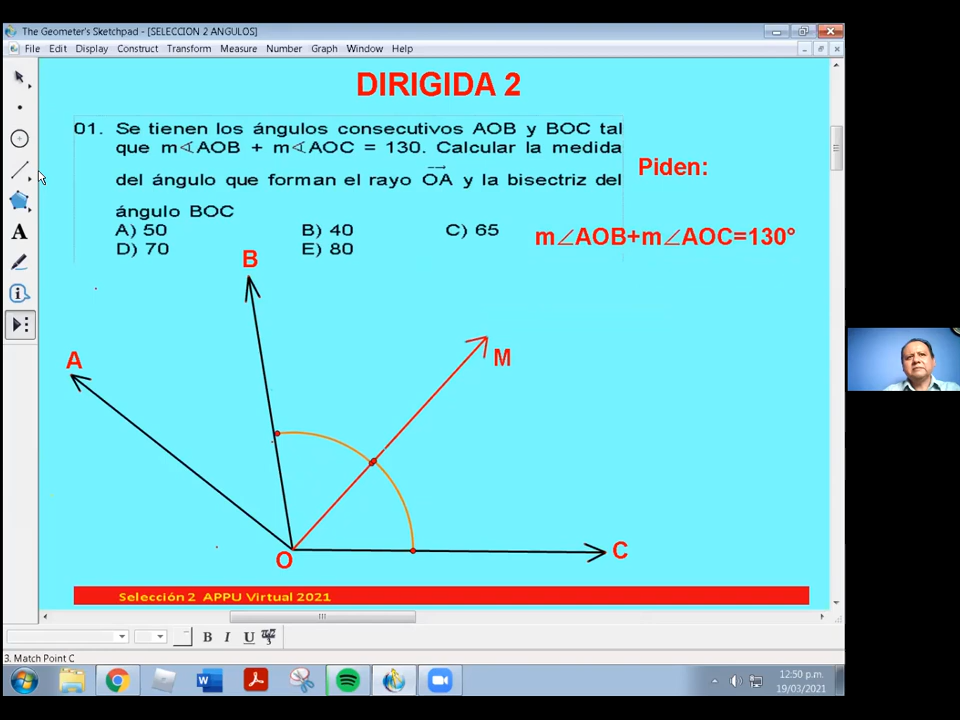 The Geometer's Sketchpad - [SELECCION 2 ANGULOS]
File Edit Display Construct Transform Measure Number Graph Window Help
DIRIGIDA 2
01. Se tienen los ángulos consecutivos AOB y BOC tal
que m∢AOB + m∢AOC = 130. Calcular la medida
del ángulo que forman el rayo OA y la bisectriz del
ángulo BOC
A) 50 B) 40 C) 65
D) 70 E) 80
Piden:
m∠AOB+m∠AOC=130°
B
A
M
O
C
Selección 2 APPU Virtual 2021
B I U
3. Match Point C
12:50 p.m.
19/03/2021